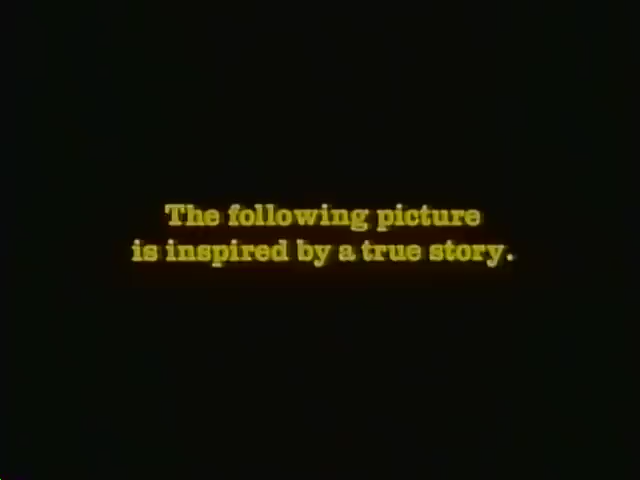 The following picture
is inspired by a true story.